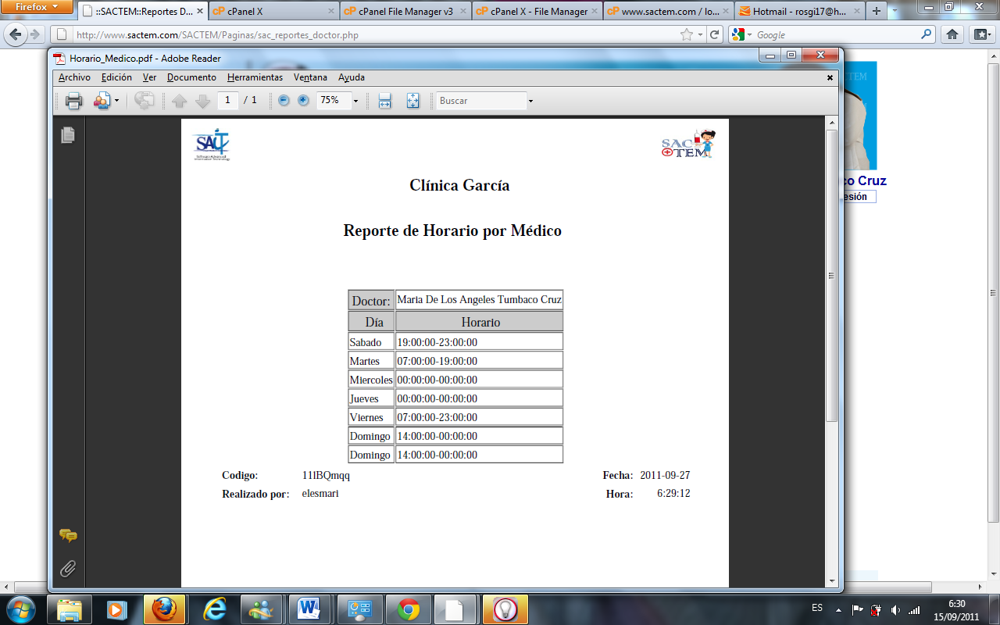 Firefox
::SACTEM::Reportes D...
cPanel X
cPanel File Manager v3
cPanel X - File Manager
www.sactem.com / lo...
Hotmail - rosgi17@h...
http://www.sactem.com/SACTEM/Paginas/sac_reportes_doctor.php
Google
Horario_Medico.pdf - Adobe Reader
Archivo Edición Ver Documento Herramientas Ventana Ayuda
1 / 1 75% Buscar
SACIT
Software Advanced
Information Technology
SAC
TEM
TEM
co Cruz
esión
Clínica García
Reporte de Horario por Médico
Doctor: Maria De Los Angeles Tumbaco Cruz
Día Horario
Sabado 19:00:00-23:00:00
Martes 07:00:00-19:00:00
Miercoles 00:00:00-00:00:00
Jueves 00:00:00-00:00:00
Viernes 07:00:00-23:00:00
Domingo 14:00:00-00:00:00
Domingo 14:00:00-00:00:00
Codigo: 11lBQmqq Fecha: 2011-09-27
Realizado por: elesmari Hora: 6:29:12
ES
6:30
15/09/2011